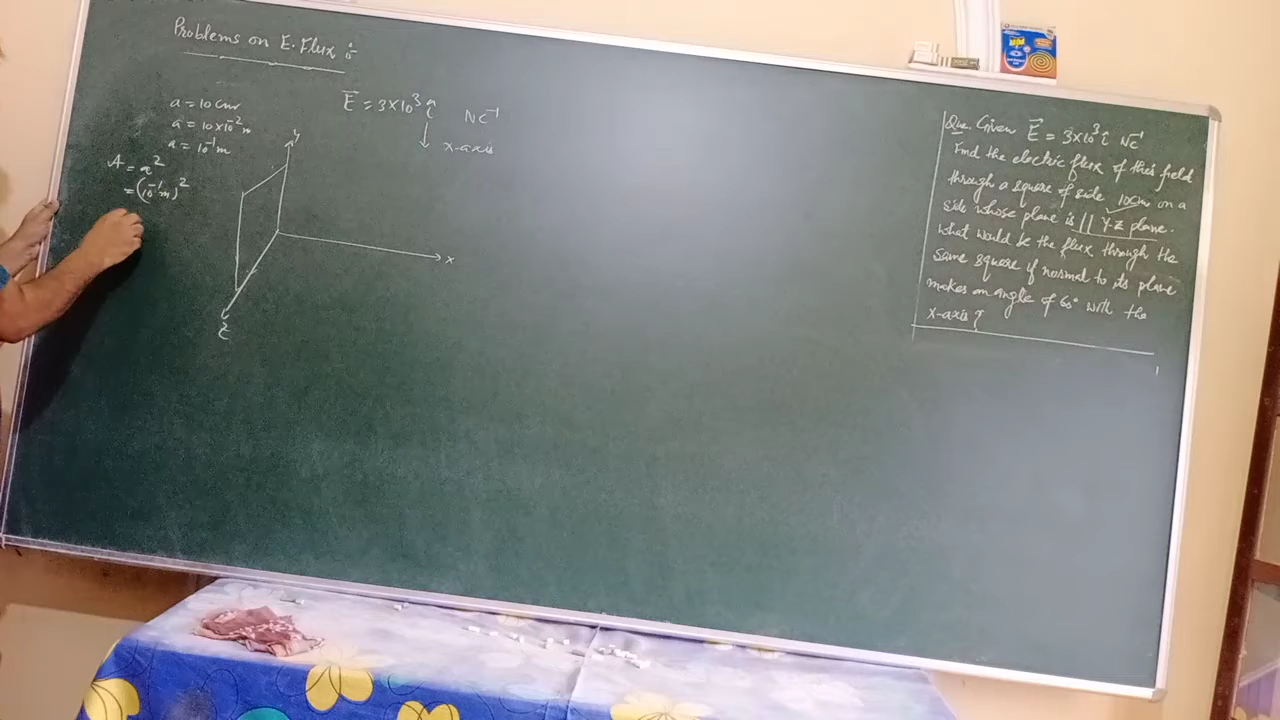 Problems on E. Flux :-
a = 10 cm
a = 10×10⁻² m
a = 10⁻¹ m
A = a²
= (10⁻¹ m)²
E⃗ = 3×10³ î NC⁻¹
↓ x-axis
y
x
z
Que. Given E⃗ = 3×10³ î NC⁻¹
Find the electric flux of this field
through a square of side 10cm on a
side whose plane is || Y-Z plane.
what would be the flux through the
same square if normal to its plane
makes an angle of 60° with the
x-axis ?